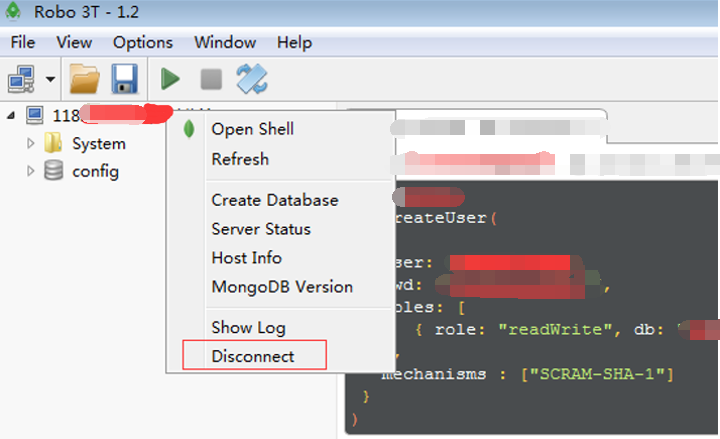 Robo 3T - 1.2
File View Options Window Help
118
System
config
Open Shell
Refresh
Create Database
Server Status
Host Info
MongoDB Version
Show Log
Disconnect
reateUser(
ser:
wd: ,
oles: [
{ role: "readWrite", db: "
,
mechanisms : ["SCRAM-SHA-1"]
}
)